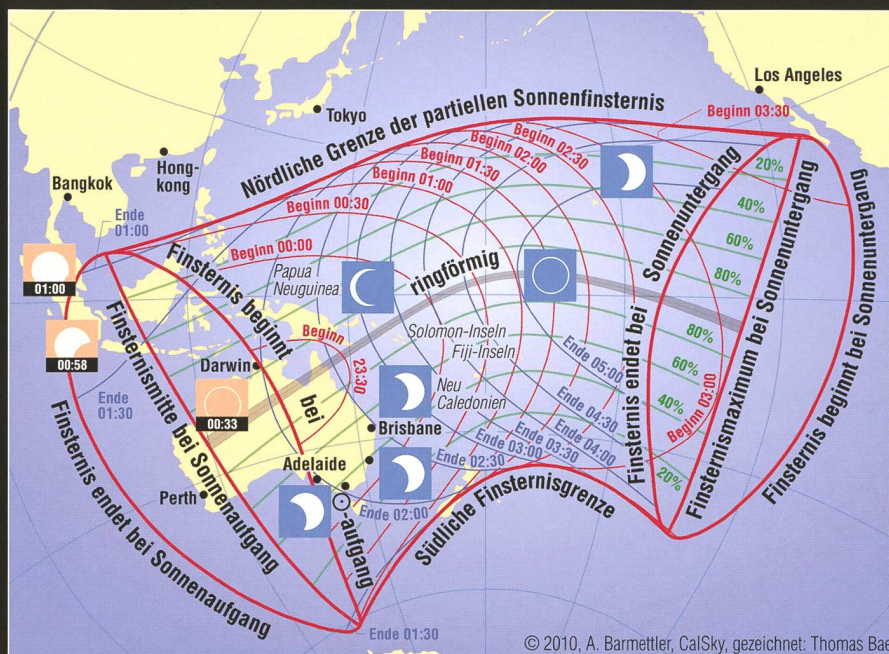 Los Angeles
Beginn 03:30
Tokyo
Nördliche Grenze der partiellen Sonnenfinsternis
Hong-
kong
Bangkok
Ende
01:00
Beginn 02:30
Beginn 02:00
Beginn 01:30
Beginn 01:00
Beginn 00:30
Beginn 00:00
20%
40%
60%
80%
Finsternis endet bei Sonnenuntergang
Finsternismaximum bei Sonnenuntergang
Finsternis beginnt bei Sonnenuntergang
01:00
00:58
Papua
Neuguinea
ringförmig
Finsternis beginnt bei
-aufgang
Finsternismitte bei Sonnenaufgang
Finsternis endet bei Sonnenaufgang
Solomon-Inseln
Fiji-Inseln
Beginn
23:30
Darwin
00:33
Neu
Caledonien
Ende
01:30
Brisbane
Adelaide
Perth
Ende 05:00
Ende 04:30
Ende 04:00
Ende 03:30
Ende 03:00
Ende 02:30
Ende 02:00
80%
60%
40%
20%
Beginn 03:00
Südliche Finsternisgrenze
Ende 01:30
© 2010, A. Barmettler, CalSky, gezeichnet: Thomas Bae